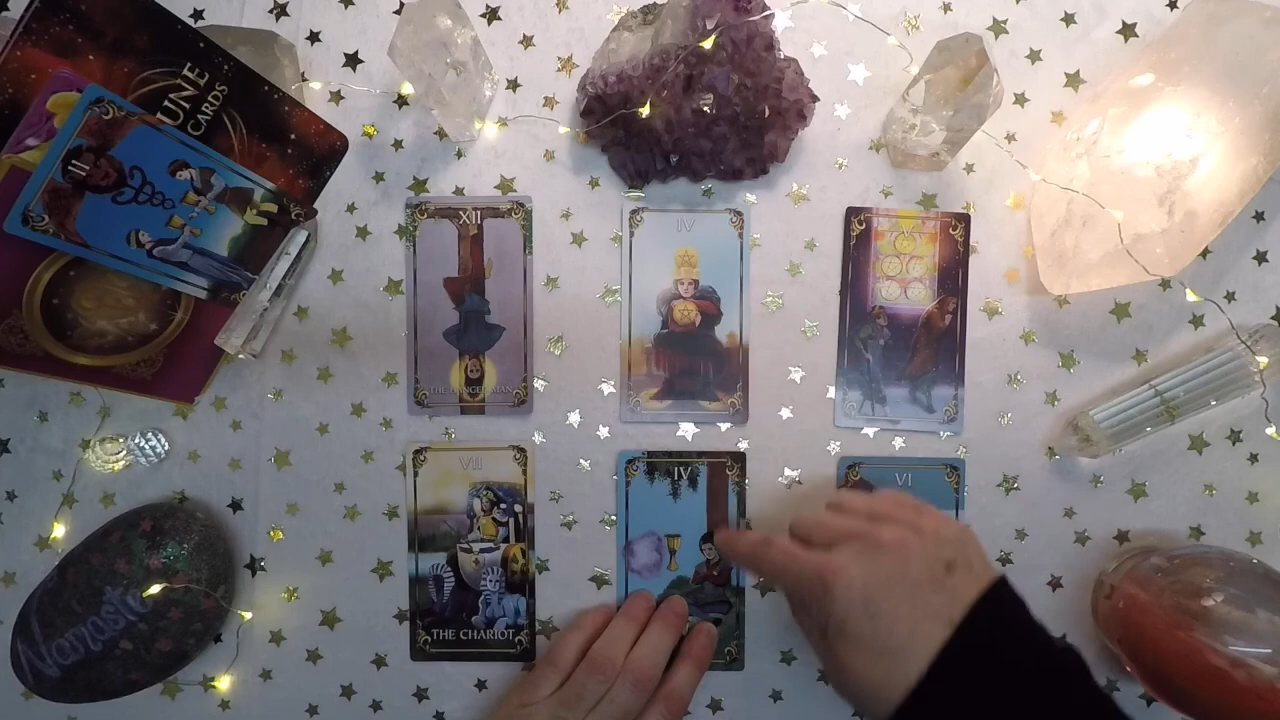 UNE
CARDS
II
XII
THE HANGED MAN
IV
V
VII
THE CHARIOT
IV
VI
Namaste